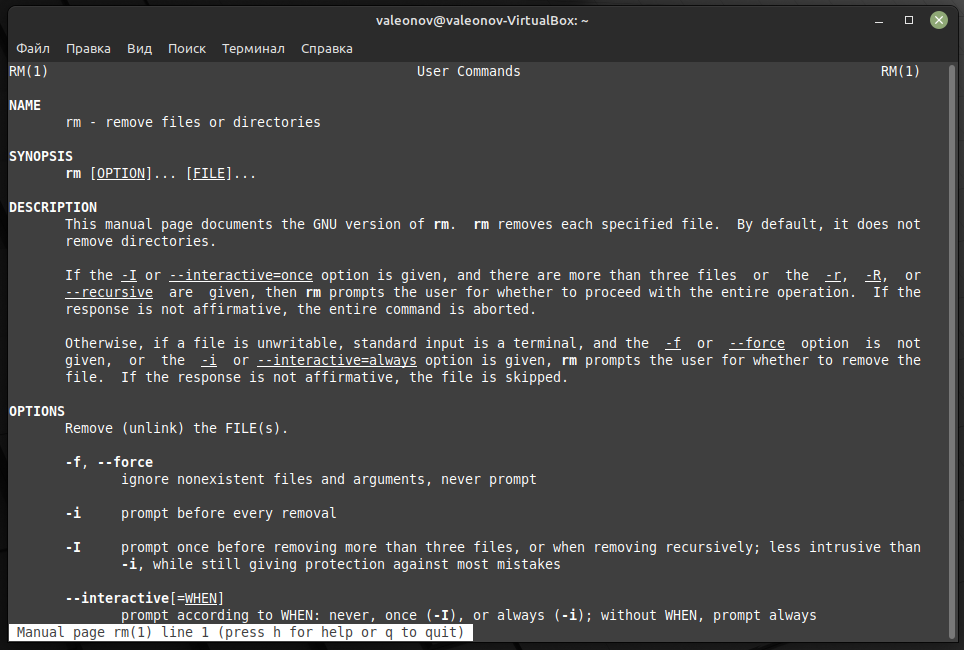 valeonov@valeonov-VirtualBox: ~
Файл Правка Вид Поиск Терминал Справка
RM(1) User Commands RM(1)
NAME
rm - remove files or directories
SYNOPSIS
rm [OPTION]... [FILE]...
DESCRIPTION
This manual page documents the GNU version of rm. rm removes each specified file. By default, it does not
remove directories.
If the -I or --interactive=once option is given, and there are more than three files or the -r, -R, or
--recursive are given, then rm prompts the user for whether to proceed with the entire operation. If the
response is not affirmative, the entire command is aborted.
Otherwise, if a file is unwritable, standard input is a terminal, and the -f or --force option is not
given, or the -i or --interactive=always option is given, rm prompts the user for whether to remove the
file. If the response is not affirmative, the file is skipped.
OPTIONS
Remove (unlink) the FILE(s).
-f, --force
ignore nonexistent files and arguments, never prompt
-i prompt before every removal
-I prompt once before removing more than three files, or when removing recursively; less intrusive than
-i, while still giving protection against most mistakes
--interactive[=WHEN]
prompt according to WHEN: never, once (-I), or always (-i); without WHEN, prompt always
Manual page rm(1) line 1 (press h for help or q to quit)